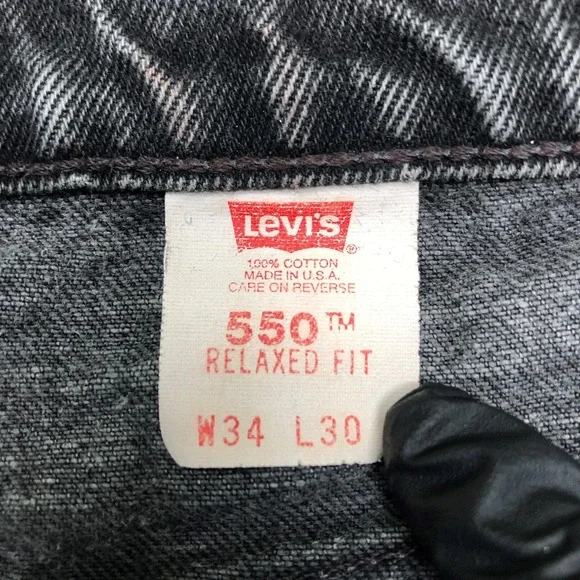 Levi's ®
100% COTTON
MADE IN U.S.A.
CARE ON REVERSE
550™
RELAXED FIT
W34 L30